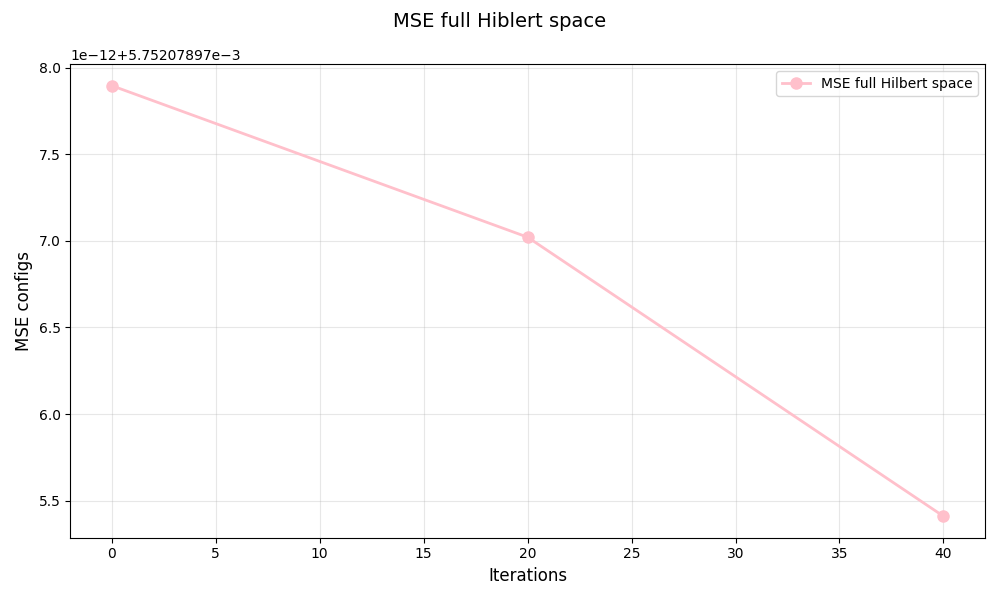 MSE full Hiblert space
1e−12+5.75207897e−3
MSE full Hilbert space
8.0
7.5
7.0
6.5
6.0
5.5
MSE configs
0 5 10 15 20 25 30 35 40
Iterations